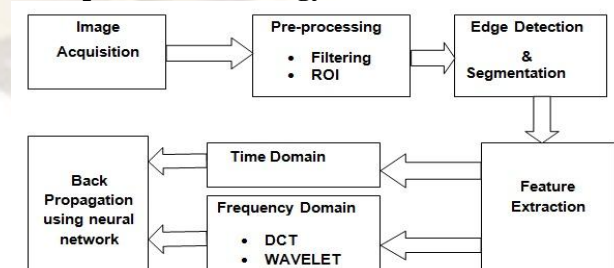 Image
Acquisition
Pre-processing
• Filtering
• ROI
Edge Detection
&
Segmentation
Feature
Extraction
Time Domain
Frequency Domain
• DCT
• WAVELET
Back
Propagation
using neural
network